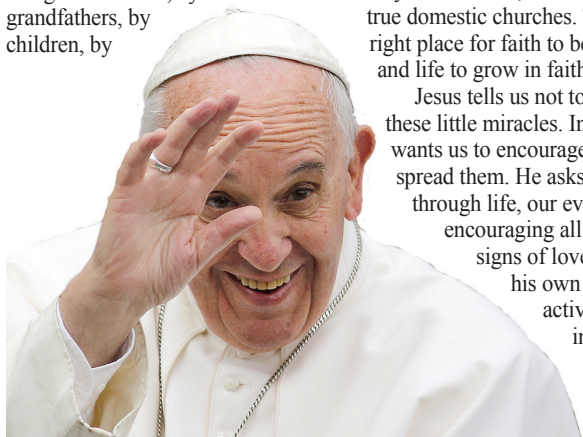 grandfathers, by
children, by
true domestic churches.
right place for faith to be
and life to grow in faith
Jesus tells us not to
these little miracles. In
wants us to encourage
spread them. He asks
through life, our ev
encouraging all
signs of love
his own
activ
in